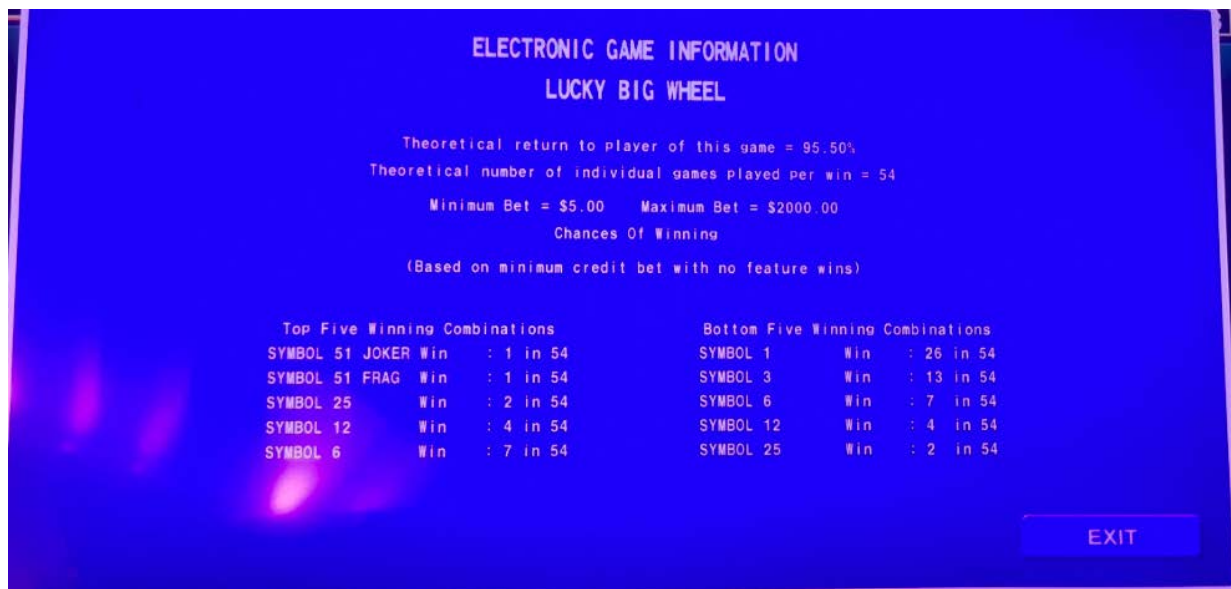 ELECTRONIC GAME INFORMATION
LUCKY BIG WHEEL
Theoretical return to player of this game = 95.50%
Theoretical number of individual games played per win = 54
Minimum Bet = $5.00 Maximum Bet = $2000.00
Chances Of Winning
(Based on minimum credit bet with no feature wins)
Top Five Winning Combinations
SYMBOL 51 JOKER Win : 1 in 54
SYMBOL 51 FRAG Win : 1 in 54
SYMBOL 25 Win : 2 in 54
SYMBOL 12 Win : 4 in 54
SYMBOL 6 Win : 7 in 54
Bottom Five Winning Combinations
SYMBOL 1 Win : 26 in 54
SYMBOL 3 Win : 13 in 54
SYMBOL 6 Win : 7 in 54
SYMBOL 12 Win : 4 in 54
SYMBOL 25 Win : 2 in 54
EXIT